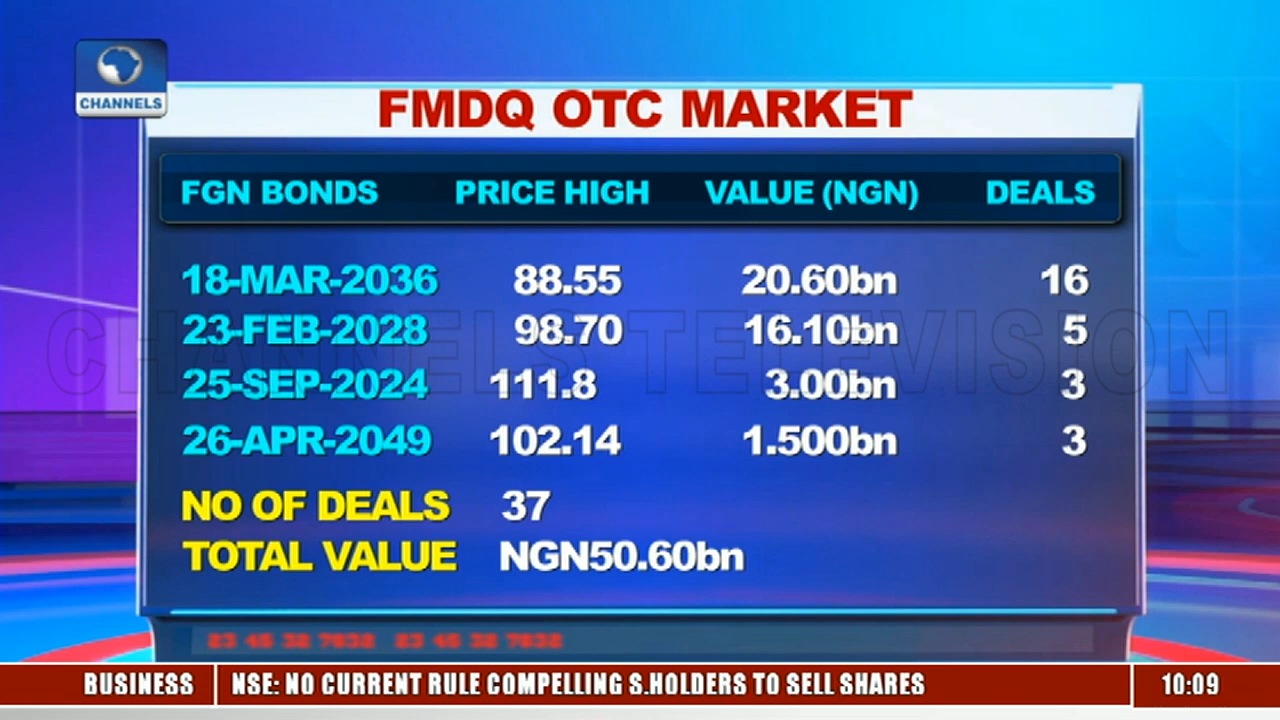 CHANNELS
FMDQ OTC MARKET
FGN BONDS PRICE HIGH VALUE (NGN) DEALS
18-MAR-2036 88.55 20.60bn 16
23-FEB-2028 98.70 16.10bn 5
CHANNELS TELEVISION
25-SEP-2024 111.8 3.00bn 3
26-APR-2049 102.14 1.500bn 3
NO OF DEALS 37
TOTAL VALUE NGN50.60bn
BUSINESS NSE: NO CURRENT RULE COMPELLING S.HOLDERS TO SELL SHARES 10:09